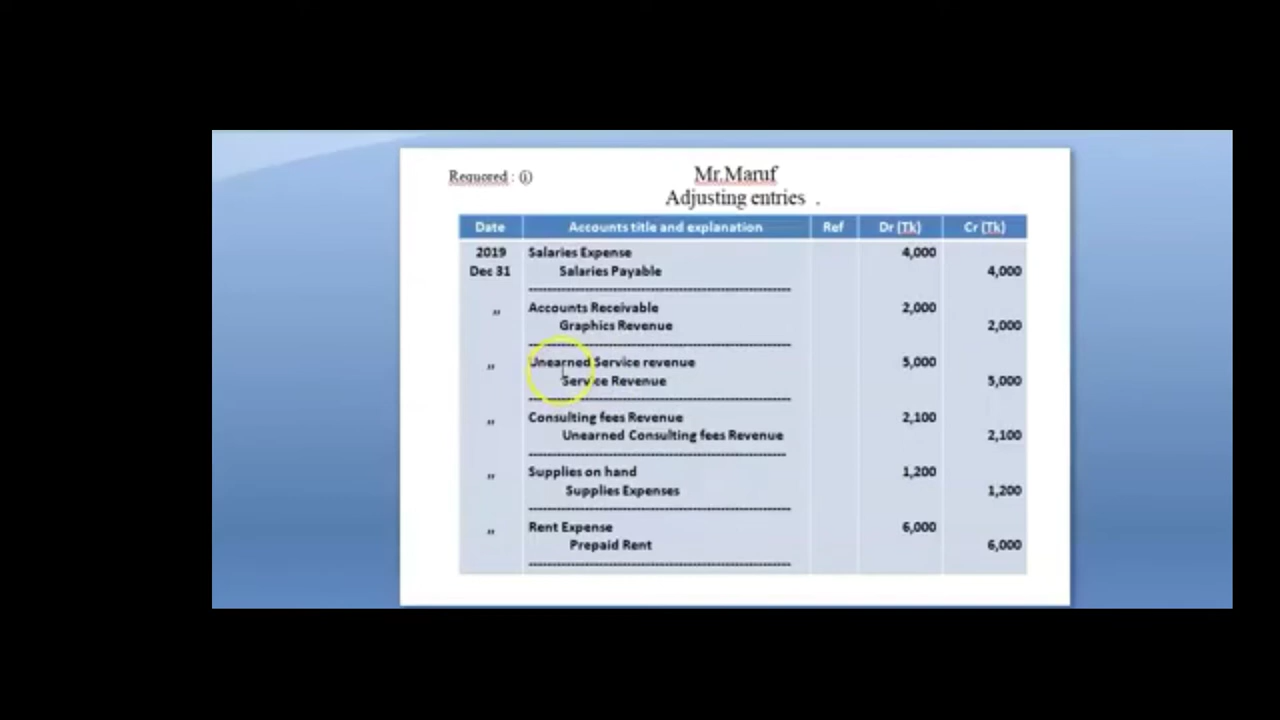 Requored : (i)
Mr.Maruf
Adjusting entries .
Date Accounts title and explanation Ref Dr (Tk) Cr (Tk)
2019 Salaries Expense 4,000
Dec 31 Salaries Payable 4,000
---------------------------------------------------------------
,, Accounts Receivable 2,000
Graphics Revenue 2,000
---------------------------------------------------------------
,, Unearned Service revenue 5,000
Service Revenue 5,000
---------------------------------------------------------------
,, Consulting fees Revenue 2,100
Unearned Consulting fees Revenue 2,100
---------------------------------------------------------------
,, Supplies on hand 1,200
Supplies Expenses 1,200
---------------------------------------------------------------
,, Rent Expense 6,000
Prepaid Rent 6,000
---------------------------------------------------------------